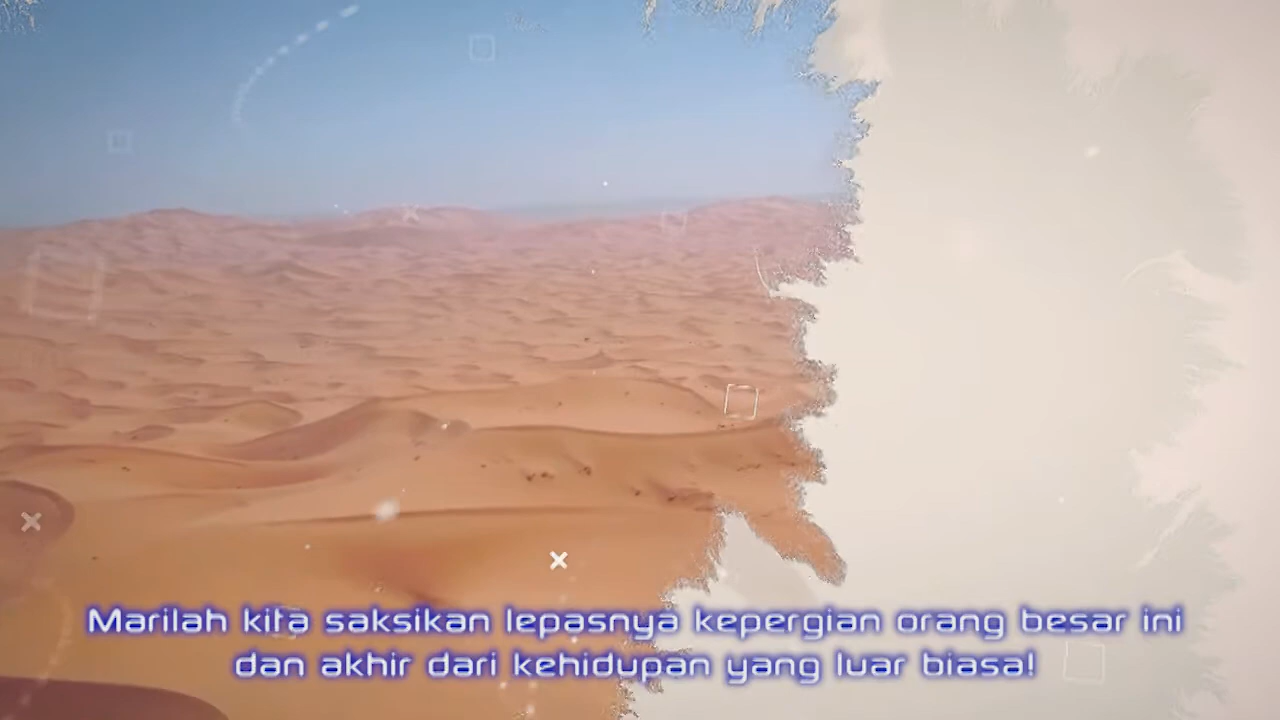 Marilah kita saksikan lepasnya kepergian orang besar ini
dan akhir dari kehidupan yang luar biasa!